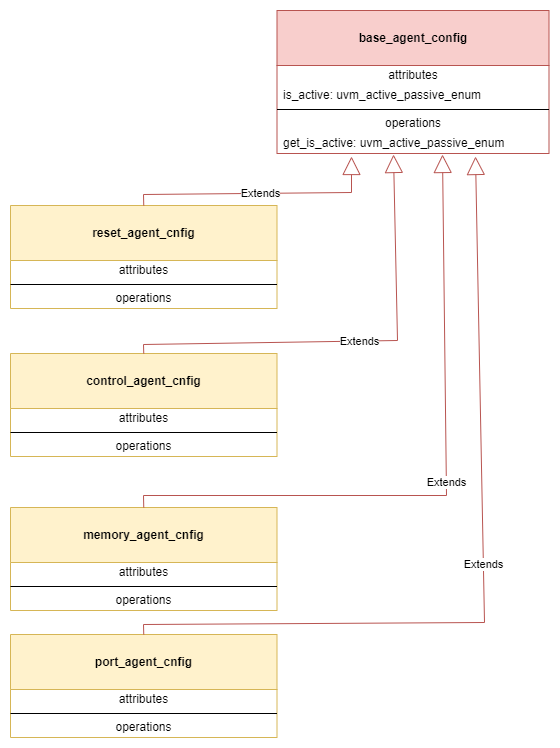 base_agent_config
attributes
is_active: uvm_active_passive_enum
operations
get_is_active: uvm_active_passive_enum
Extends
reset_agent_cnfig
attributes
operations
Extends
control_agent_cnfig
attributes
operations
Extends
memory_agent_cnfig
attributes
operations
Extends
port_agent_cnfig
attributes
operations